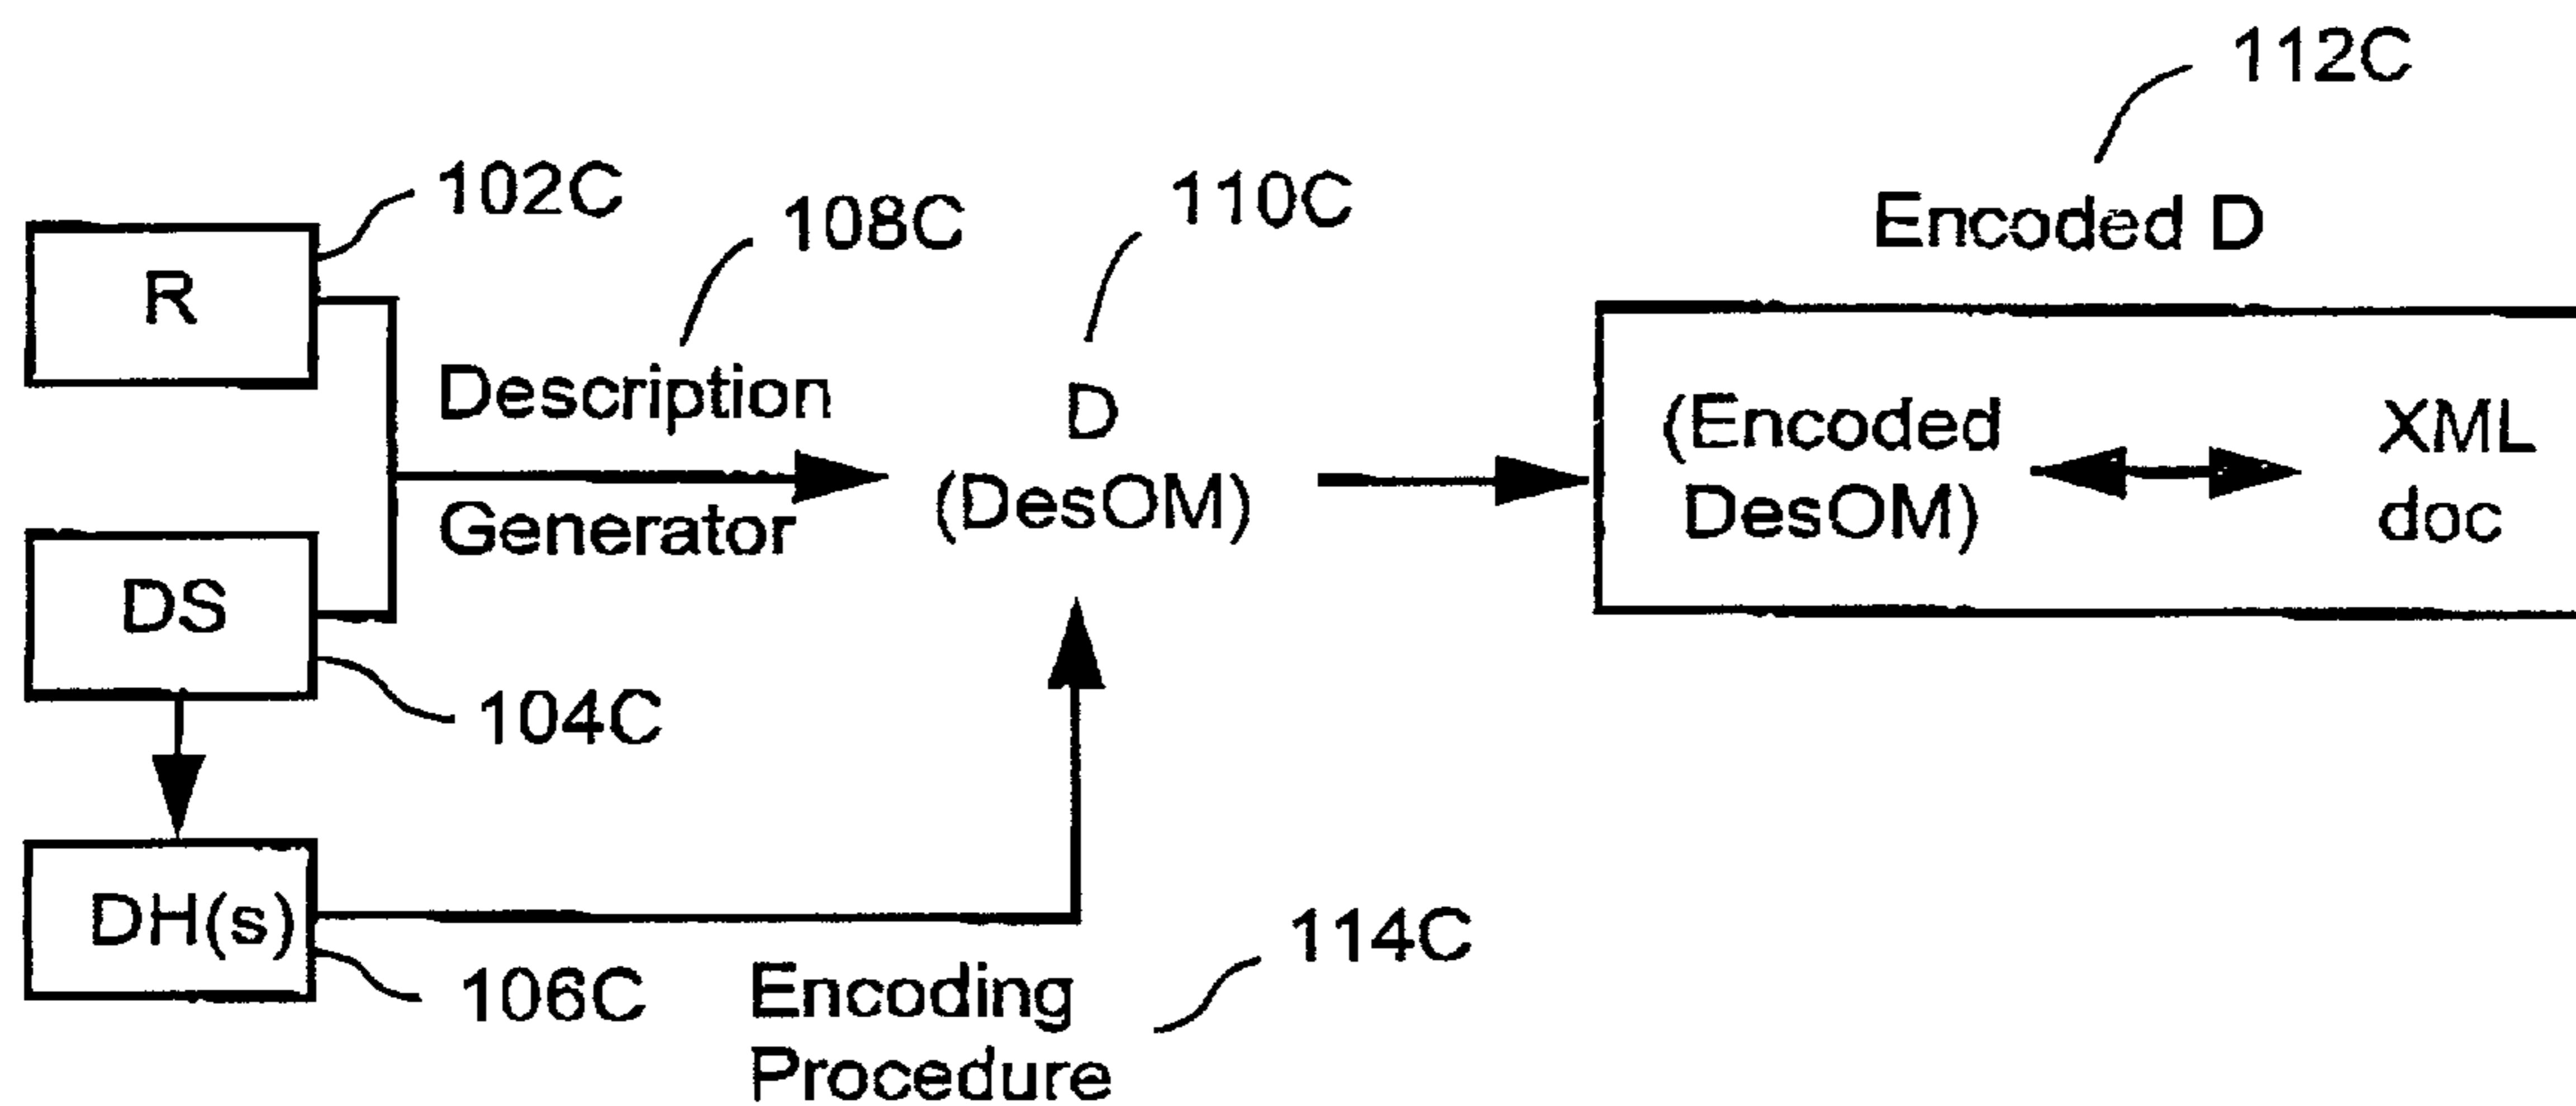 112C
102C
110C
108C
Encoded D
R
Description
D
(Encoded
DesOM)
XML
doc
(DesOM)
Generator
DS
104C
DH(s)
114C
106C
Encoding
Procedure